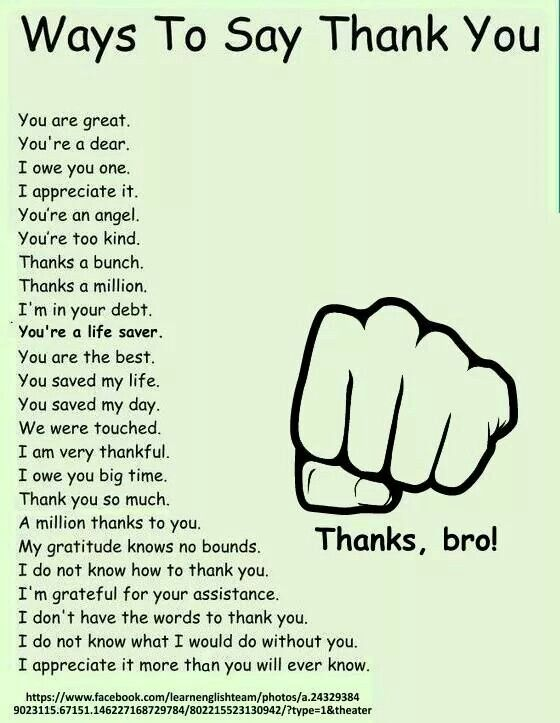 Ways To Say Thank You
You are great.
You're a dear.
I owe you one.
I appreciate it.
You're an angel.
You're too kind.
Thanks a bunch.
Thanks a million.
I'm in your debt.
You're a life saver.
You are the best.
You saved my life.
You saved my day.
We were touched.
I am very thankful.
I owe you big time.
Thank you so much.
A million thanks to you.
My gratitude knows no bounds.
I do not know how to thank you.
I'm grateful for your assistance.
I don't have the words to thank you.
I do not know what I would do without you.
I appreciate it more than you will ever know.
Thanks, bro!
https://www.facebook.com/learnenglishteam/photos/a.24329384
9023115.67151.146227168729784/802215523130942/?type=1&theater